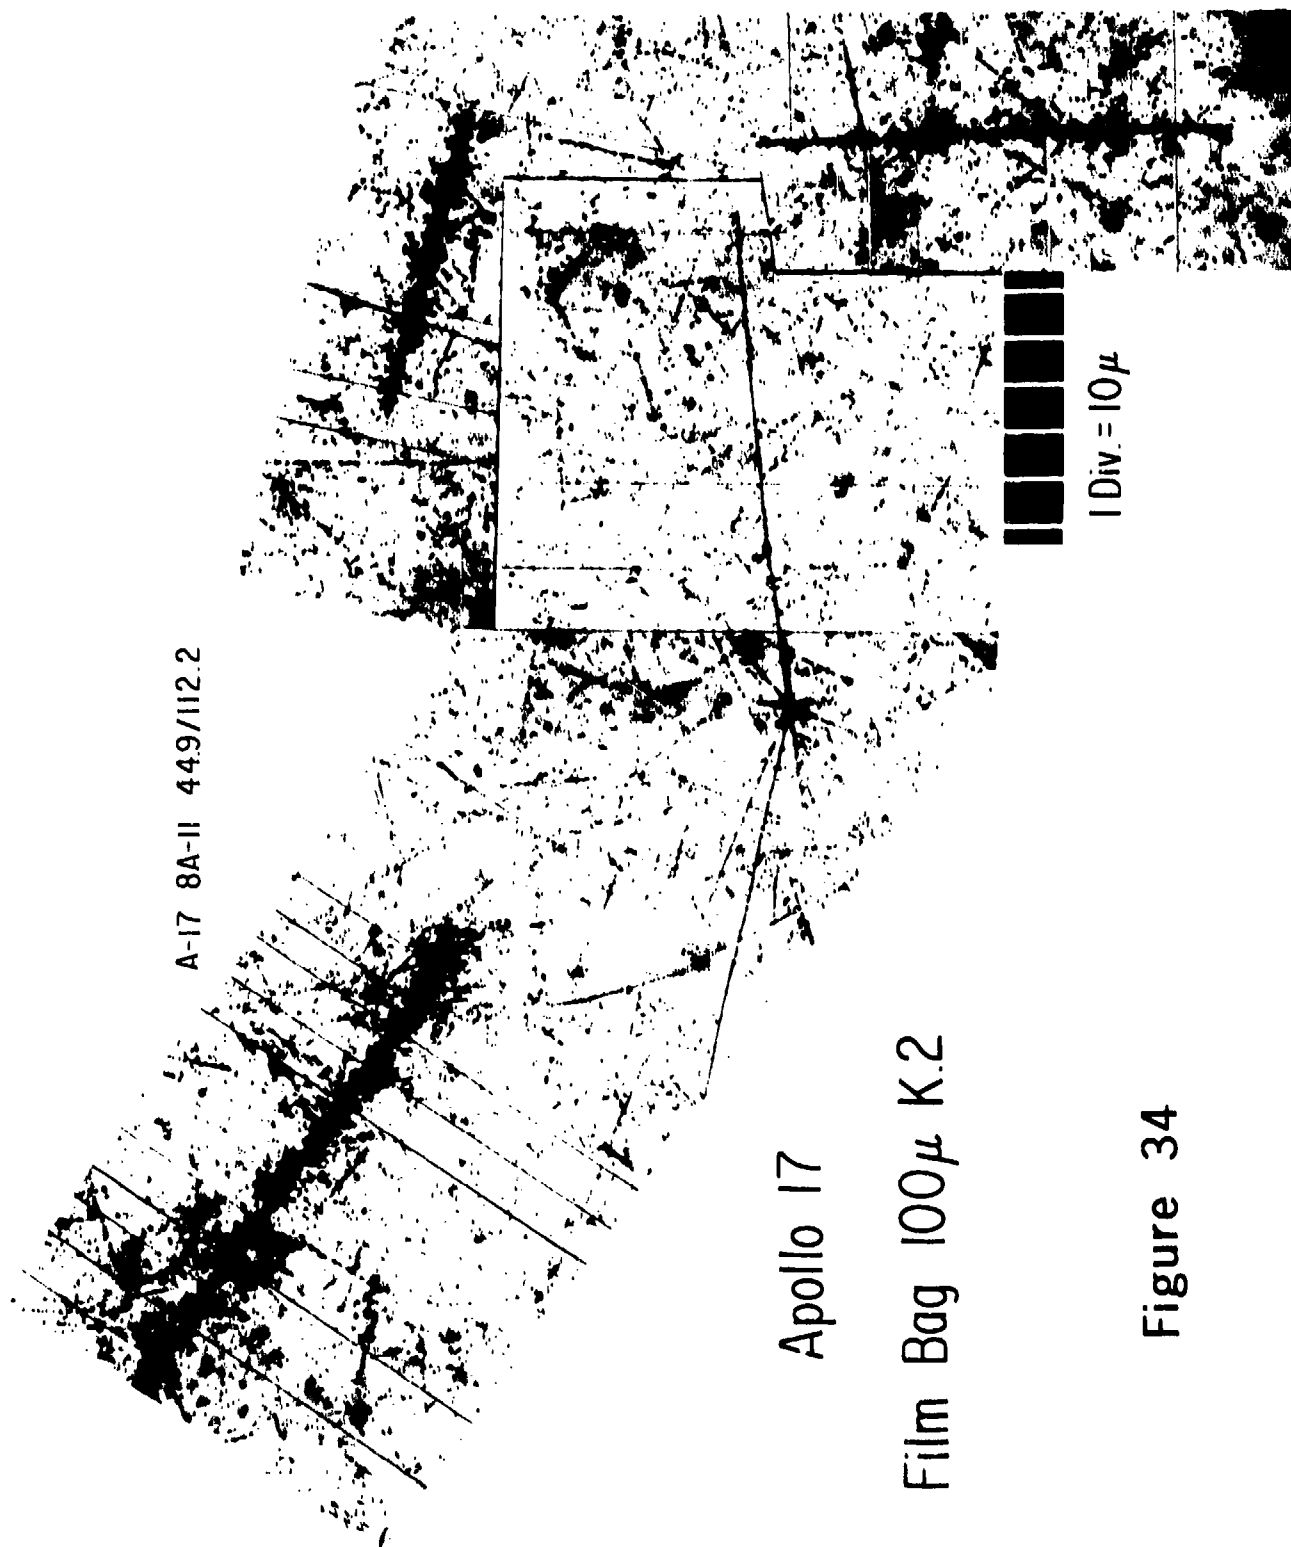 A-17 8A-11 449/112.2
1 Div. = 10μ
Apollo 17
Film Bag 100μ K.2
Figure 34